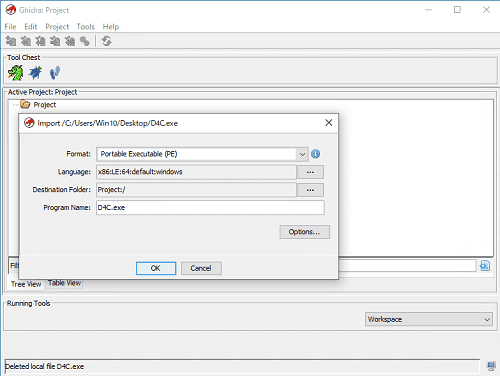 Ghidra: Project
File Edit Project Tools Help
Tool Chest
Active Project: Project
Project
Import /C:/Users/Win10/Desktop/D4C.exe
Format: Portable Executable (PE)
Language: x86:LE:64:default:windows ...
Destination Folder: Project:/ ...
Program Name: D4C.exe
Options...
OK Cancel
Tree View Table View
Running Tools
Workspace
Deleted local file D4C.exe